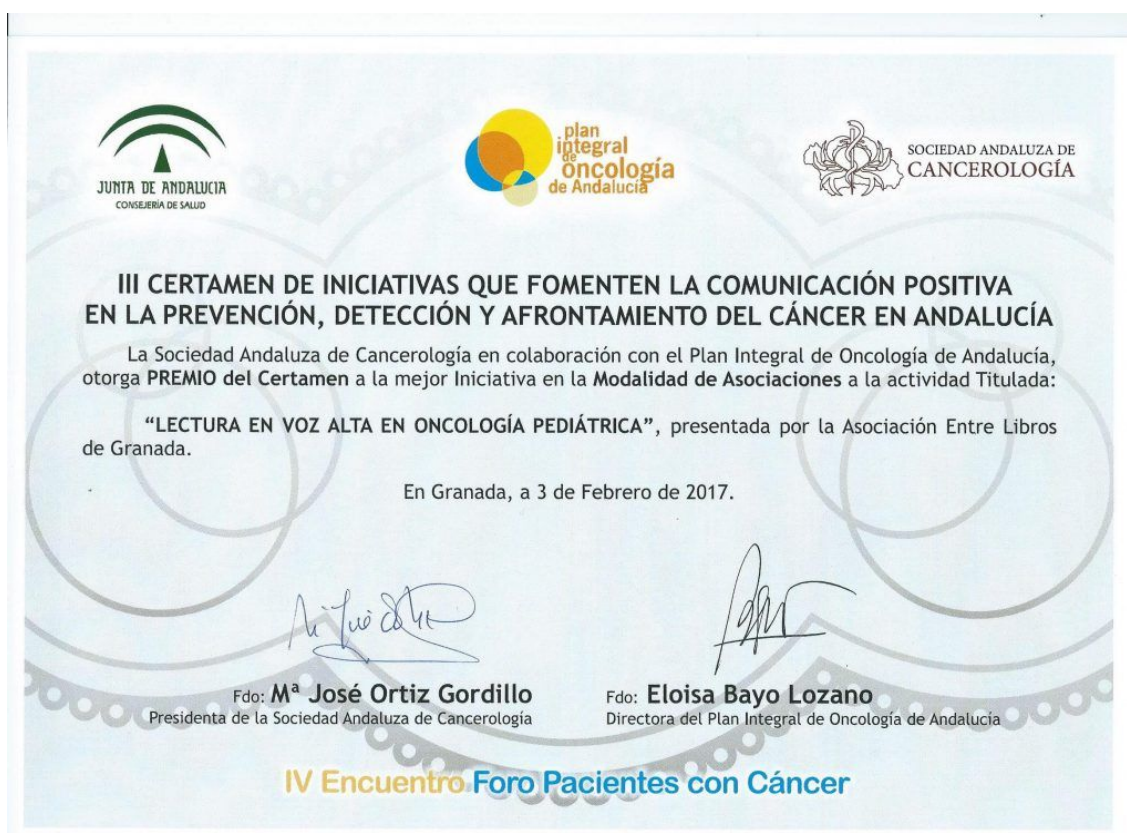 JUNTA DE ANDALUCIA
CONSEJERÍA DE SALUD
plan
integral
de
oncología
de Andalucía
SOCIEDAD ANDALUZA DE
CANCEROLOGÍA
III CERTAMEN DE INICIATIVAS QUE FOMENTEN LA COMUNICACIÓN POSITIVA
EN LA PREVENCIÓN, DETECCIÓN Y AFRONTAMIENTO DEL CÁNCER EN ANDALUCÍA
La Sociedad Andaluza de Cancerología en colaboración con el Plan Integral de Oncología de Andalucía,
otorga PREMIO del Certamen a la mejor Iniciativa en la Modalidad de Asociaciones a la actividad Titulada:
“LECTURA EN VOZ ALTA EN ONCOLOGÍA PEDIÁTRICA”, presentada por la Asociación Entre Libros
de Granada.
En Granada, a 3 de Febrero de 2017.
Fdo: Mª José Ortiz Gordillo
Presidenta de la Sociedad Andaluza de Cancerología
Fdo: Eloisa Bayo Lozano
Directora del Plan Integral de Oncología de Andalucía
IV Encuentro Foro Pacientes con Cáncer